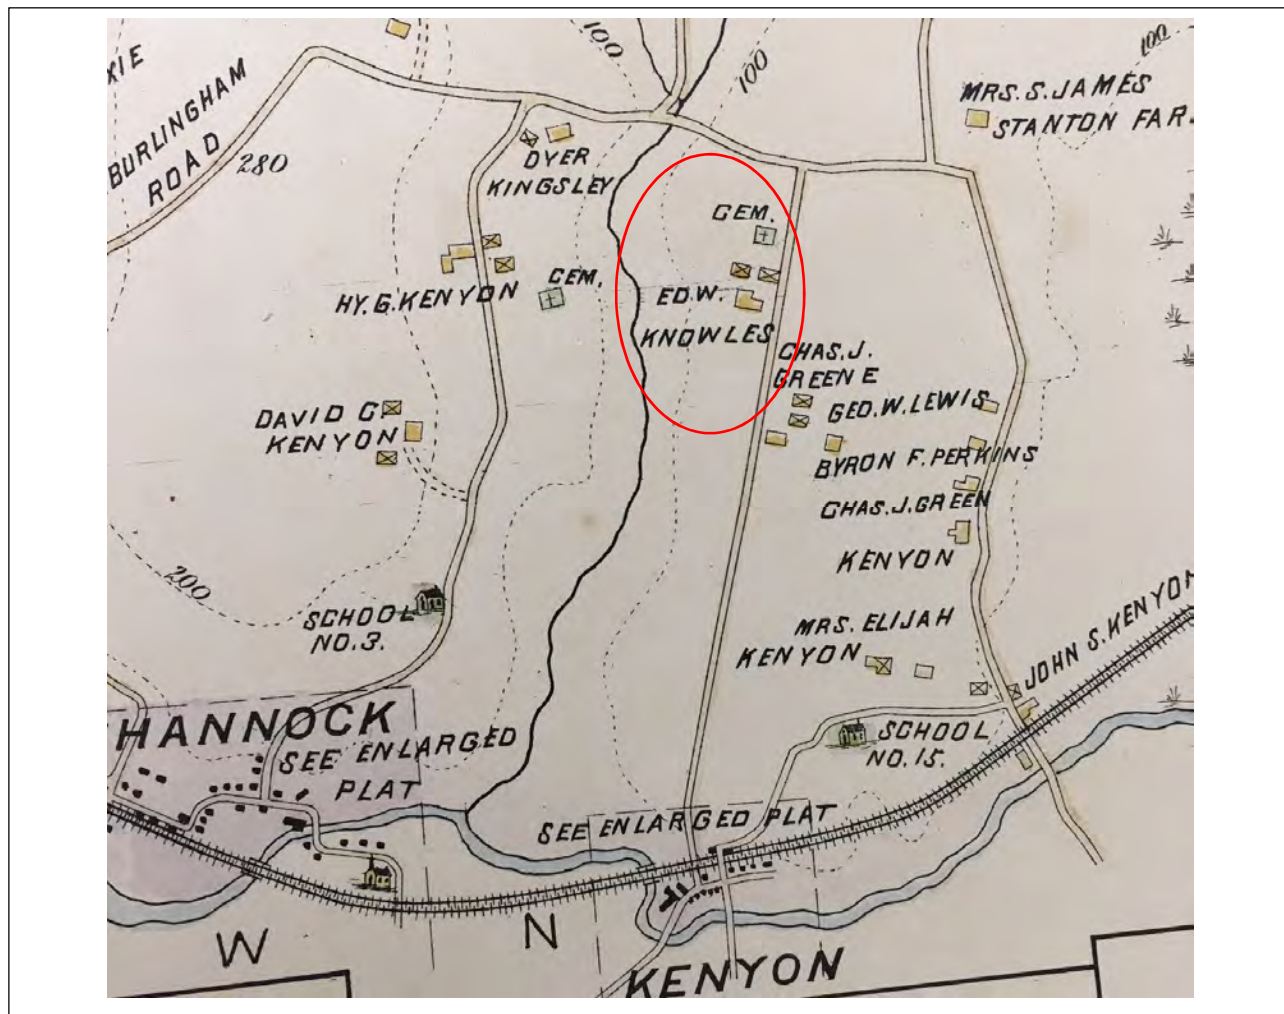 XIE
BURLINGHAM
ROAD
280
100
100
100
MRS. S. JAMES
STANTON FAR.
DYER
KINGSLEY
CEM.
HY. G. KENYON
CEM.
ED. W.
KNOWLES
CHAS. J.
GREENE
GEO. W. LEWIS
DAVID C.
KENYON
BYRON F. PERKINS
CHAS. J. GREEN
KENYON
200
SCHOOL
NO. 3.
MRS. ELIJAH
KENYON
JOHN S. KENYON
HANNOCK
SEE ENLARGED
PLAT
SCHOOL
NO. 15.
SEE ENLARGED PLAT
W N
KENYON